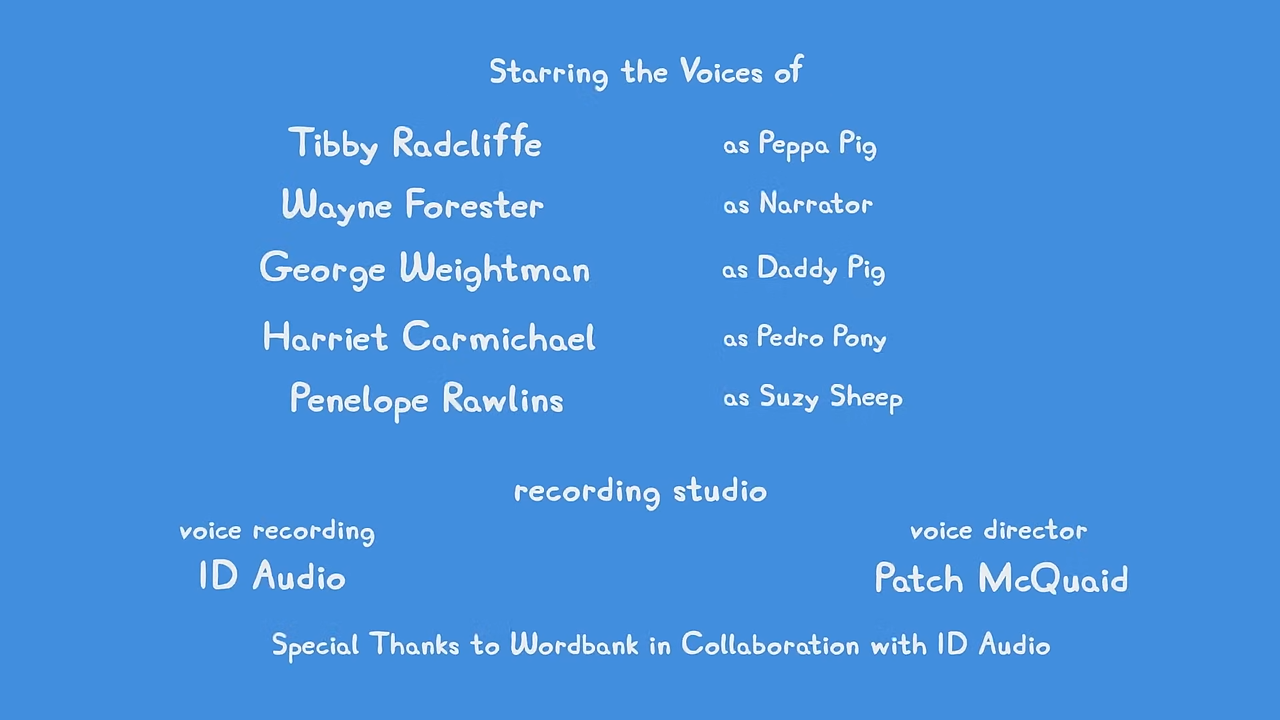 Starring the Voices of
Tibby Radcliffe as Peppa Pig
Wayne Forester as Narrator
George Weightman as Daddy Pig
Harriet Carmichael as Pedro Pony
Penelope Rawlins as Suzy Sheep
recording studio
voice recording voice director
ID Audio Patch McQuaid
Special Thanks to Wordbank in Collaboration with ID Audio